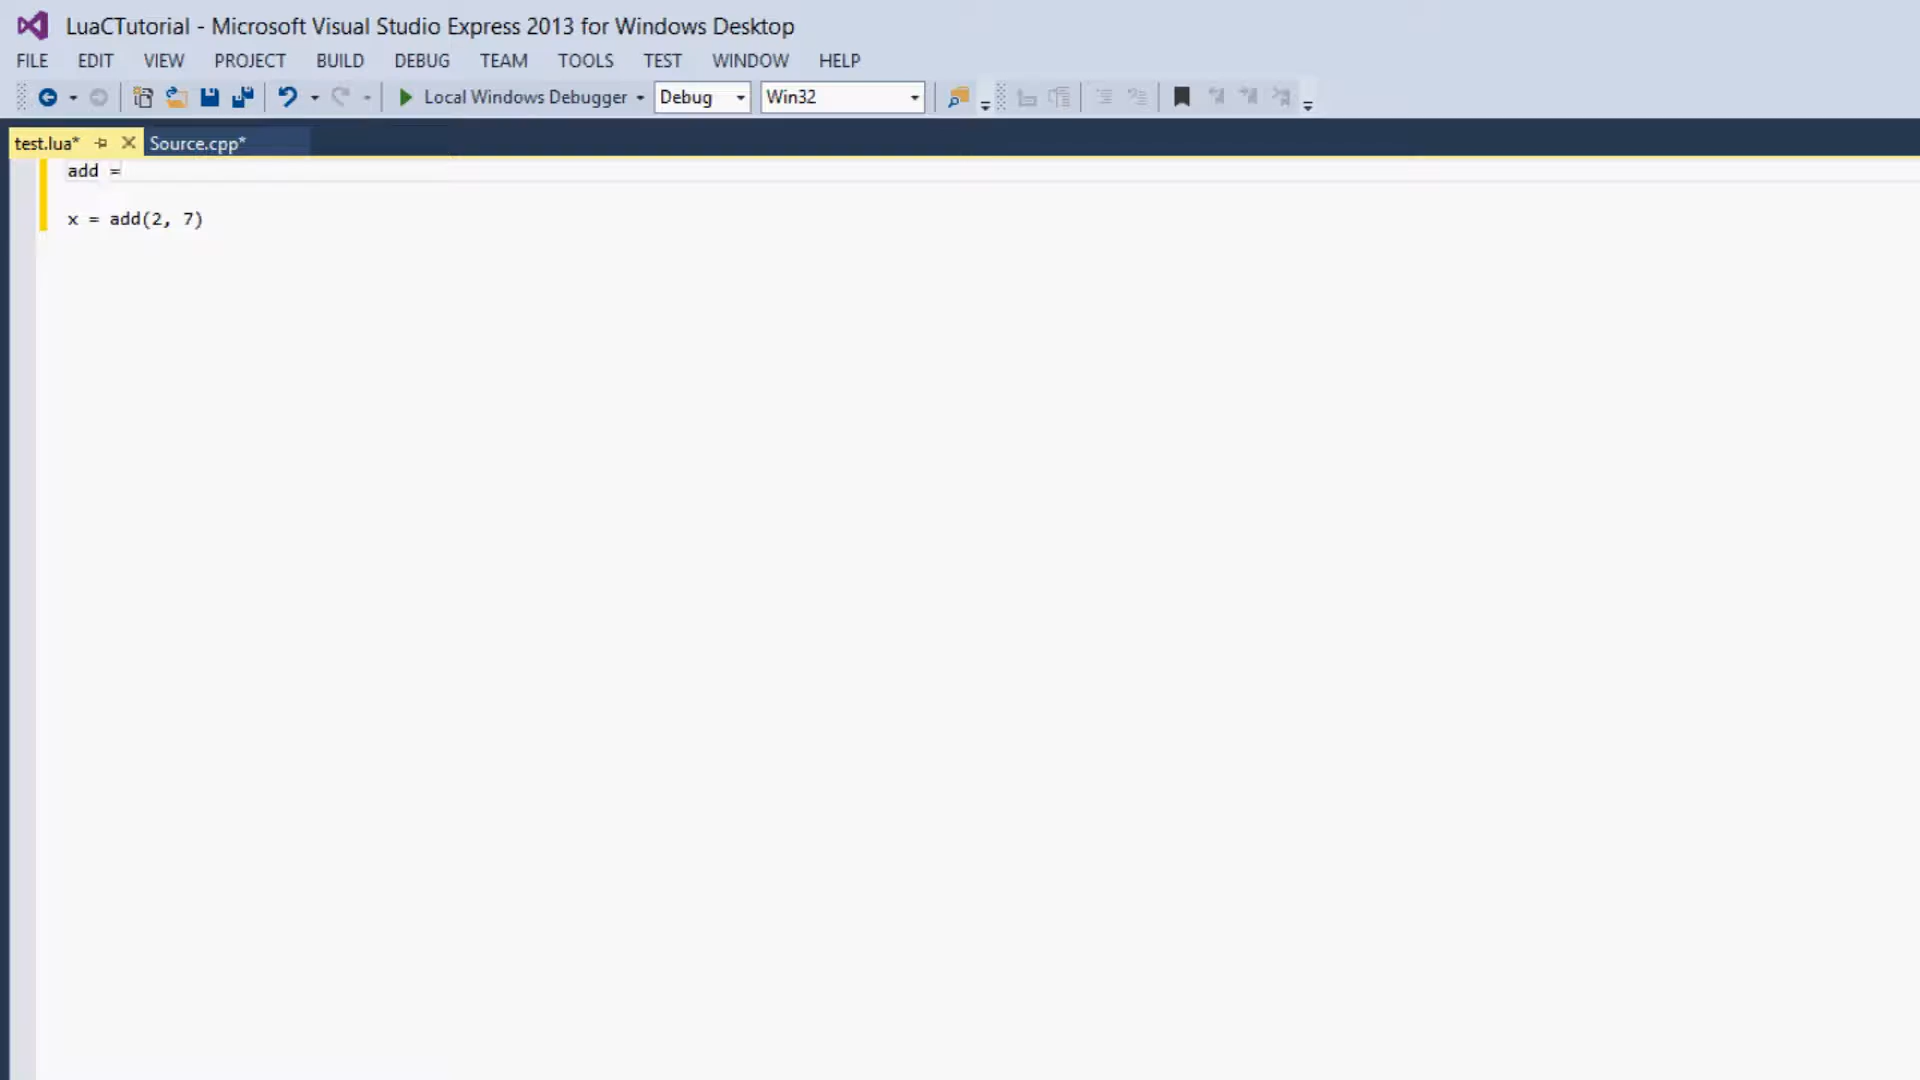 LuaCTutorial - Microsoft Visual Studio Express 2013 for Windows Desktop
FILE EDIT VIEW PROJECT BUILD DEBUG TEAM TOOLS TEST WINDOW HELP
Local Windows Debugger Debug Win32
test.lua* Source.cpp*
add =
x = add(2, 7)